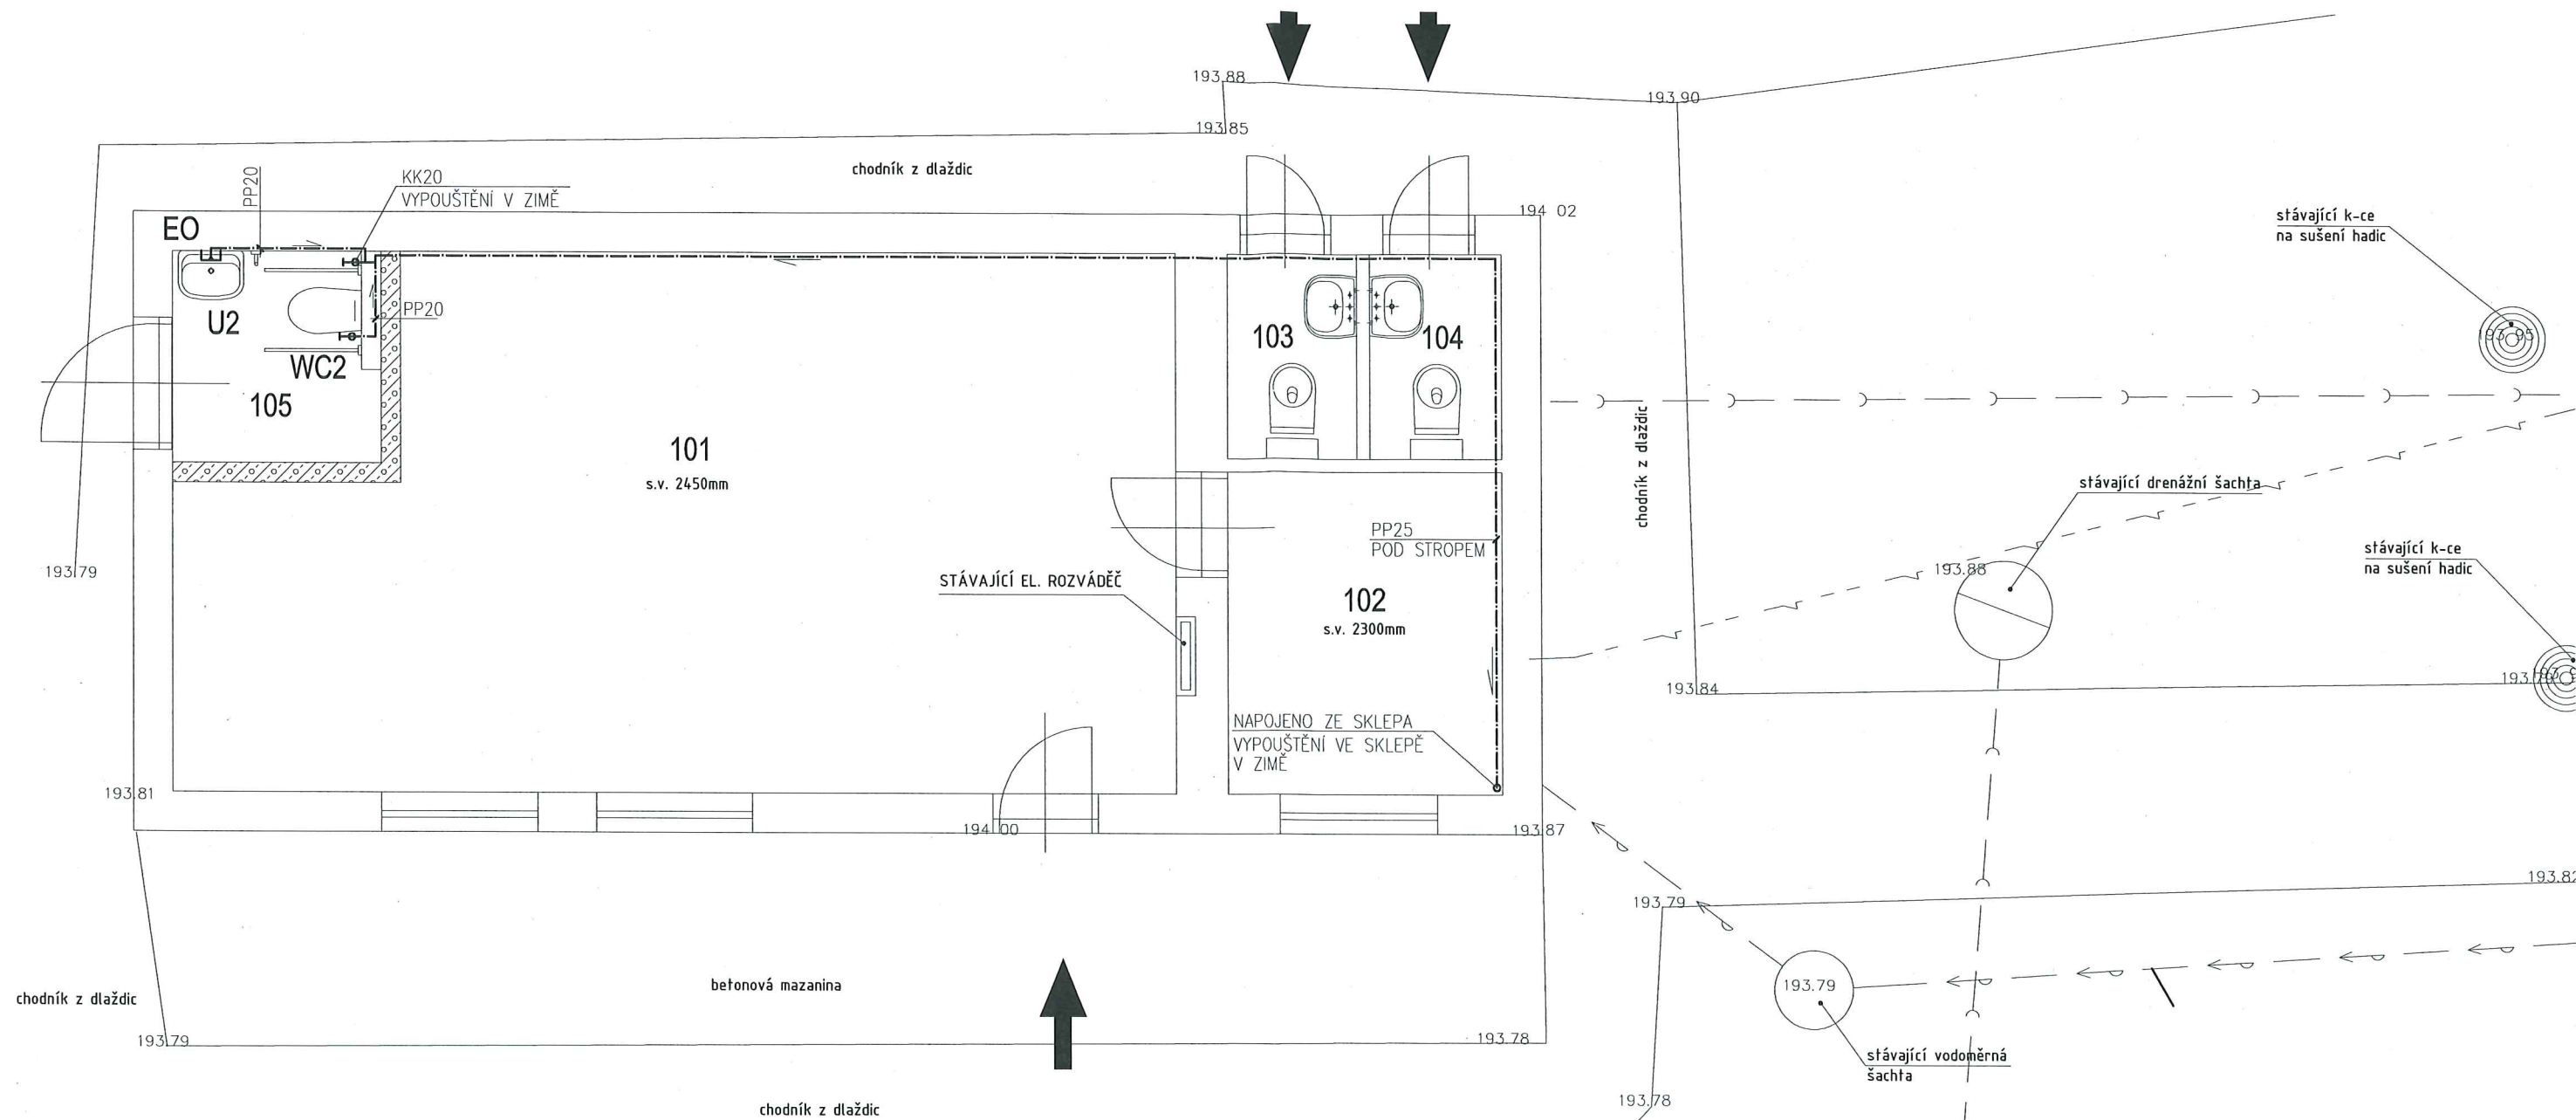 193.88
193.90
193.85
chodník z dlaždic
PP20
KK20
VYPOUŠTĚNÍ V ZIMĚ
EO
194 02
stávající k-ce
na sušení hadic
193 95
U2
PP20
WC2
105
103
104
101
s.v. 2450mm
chodník z dlaždic
stávající drenážní šachta
PP25
POD STROPEM
193.79
STÁVAJÍCÍ EL. ROZVÁDĚČ
193.88
stávající k-ce
na sušení hadic
102
s.v. 2300mm
193.84
NAPOJENO ZE SKLEPA
VYPOUŠTĚNÍ VE SKLEPĚ
V ZIMĚ
193.81
194 00
193.87
193.82
193.79
betonová mazanina
193.79
chodník z dlaždic
193.79
193.78
stávající vodoměrná
šachta
193.78
chodník z dlaždic